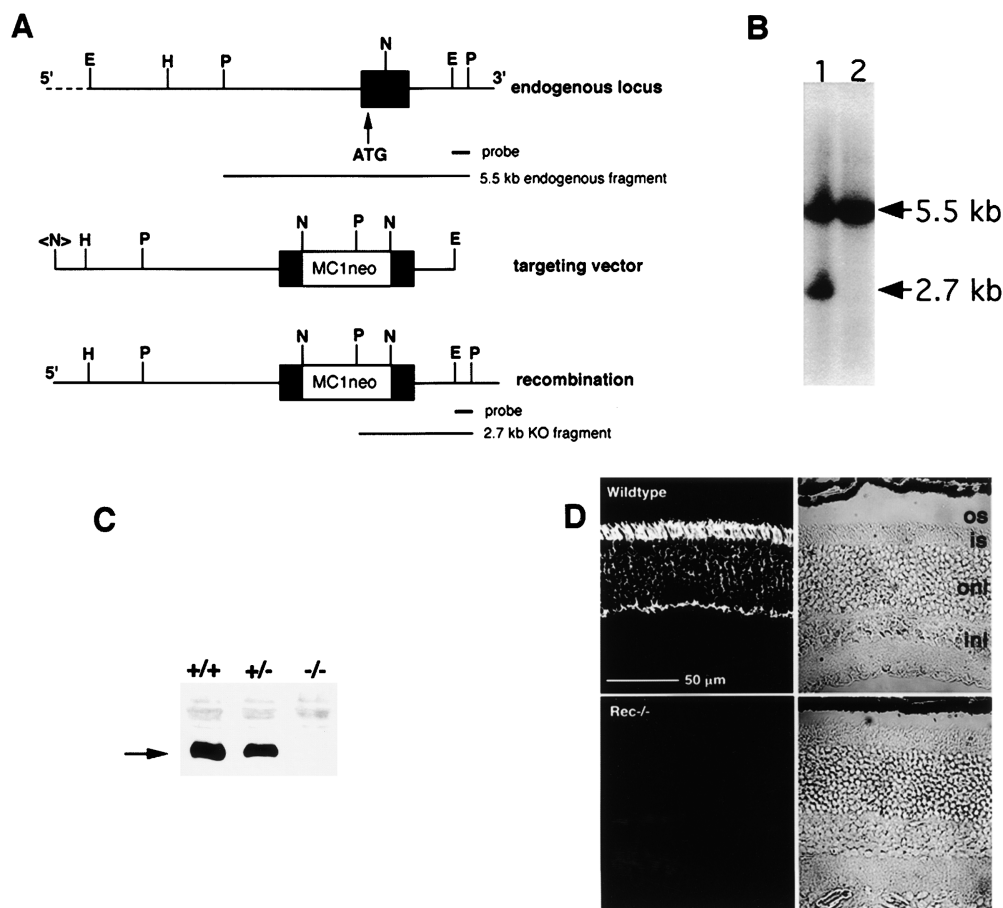 A
E H P N E P
5' 3' endogenous locus
ATG
probe
5.5 kb endogenous fragment
N P N
<N> H P E
MC1neo
targeting vector
N P N
H P E P
5' MC1neo
recombination
probe
2.7 kb KO fragment
B
1 2
5.5 kb
2.7 kb
C
+/+ +/- -/-
D
Wildtype
50 µm
os
is
onl
inl
Rec-/-